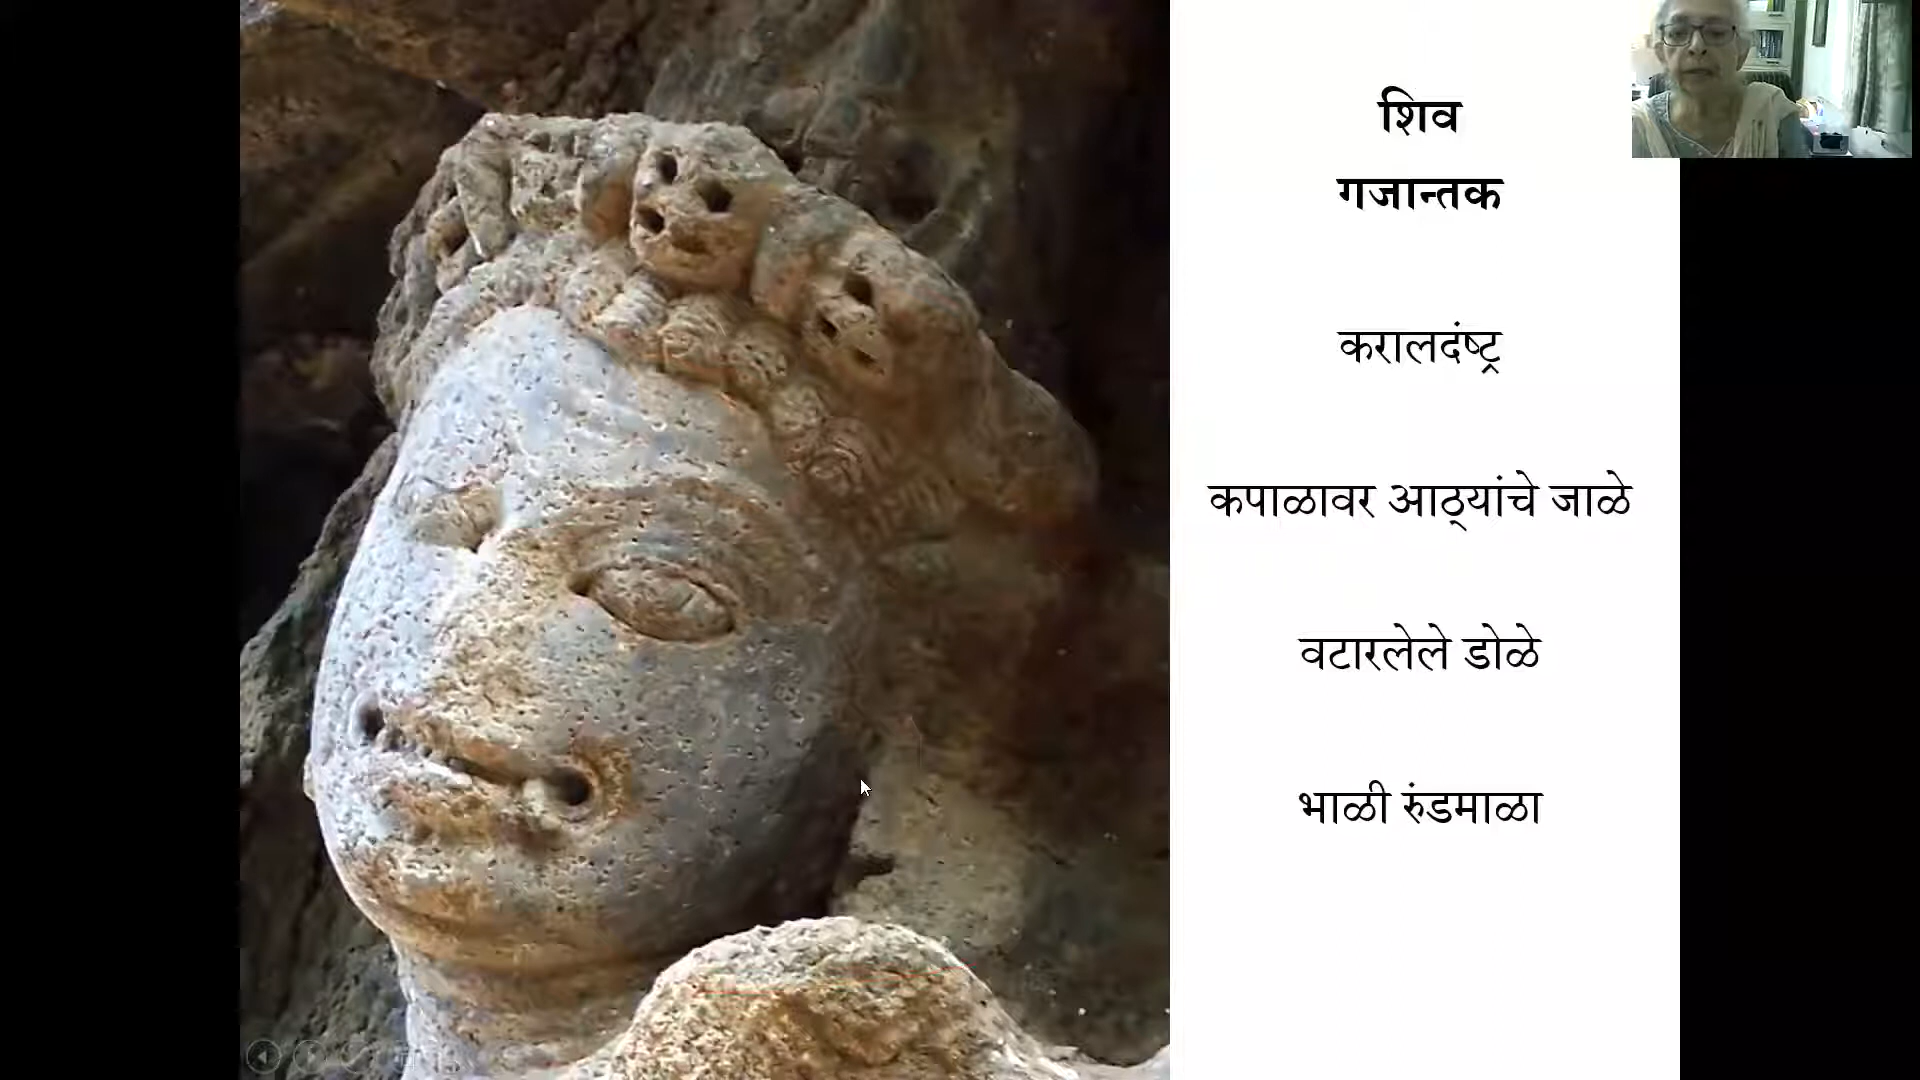 शिव
गजान्तक
करालदंष्ट्र
कपाळावर आठ्यांचे जाळे
वटारलेले डोळे
भाळी रुंडमाळा